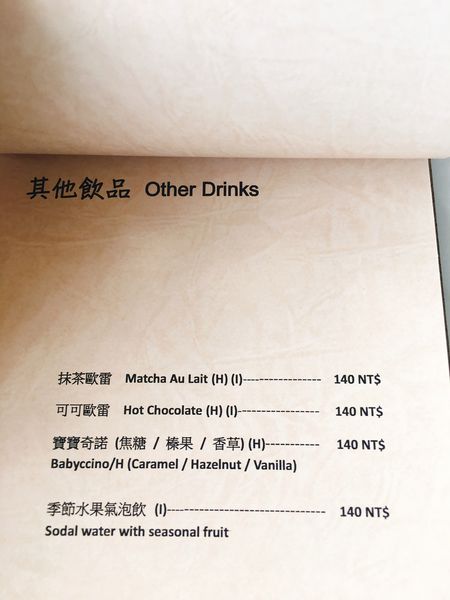 其他飲品 Other Drinks
抹茶歐雷 Matcha Au Lait (H) (I)----------------- 140 NT$
可可歐雷 Hot Chocolate (H) (I)----------------- 140 NT$
寶寶奇諾 (焦糖 / 榛果 / 香草) (H)----------- 140 NT$
Babyccino/H (Caramel / Hazelnut / Vanilla)
季節水果氣泡飲 (I)------------------------------- 140 NT$
Sodal water with seasonal fruit